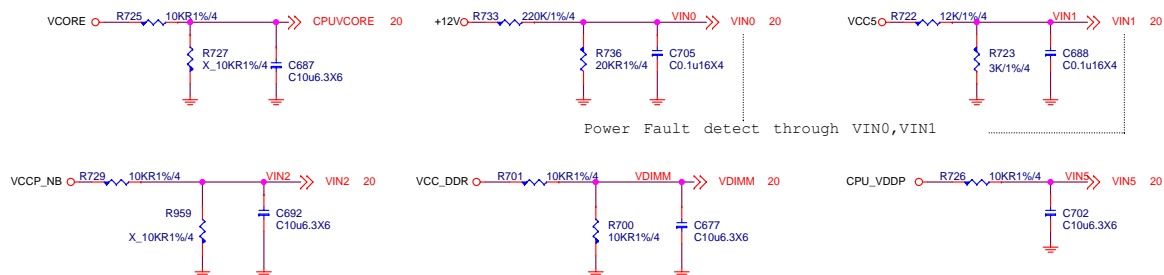 VCORE R725 10KR1%/4 CPUVCORE 20
R727
X_10KR1%/4
C687
C10u6.3X6
+12V R733 220K/1%/4 VIN0 VIN0 20
R736
20KR1%/4
C705
C0.1u16X4
VCC5 R722 12K/1%/4 VIN1 VIN1 20
R723
3K/1%/4
C688
C0.1u16X4
Power Fault detect through VIN0,VIN1
VCCP_NB R729 10KR1%/4 VIN2 VIN2 20
R959
X_10KR1%/4
C692
C10u6.3X6
VCC_DDR R701 10KR1%/4 VDIMM VDIMM 20
R700
10KR1%/4
C677
C10u6.3X6
CPU_VDDP R726 10KR1%/4 VIN5 VIN5 20
C702
C10u6.3X6